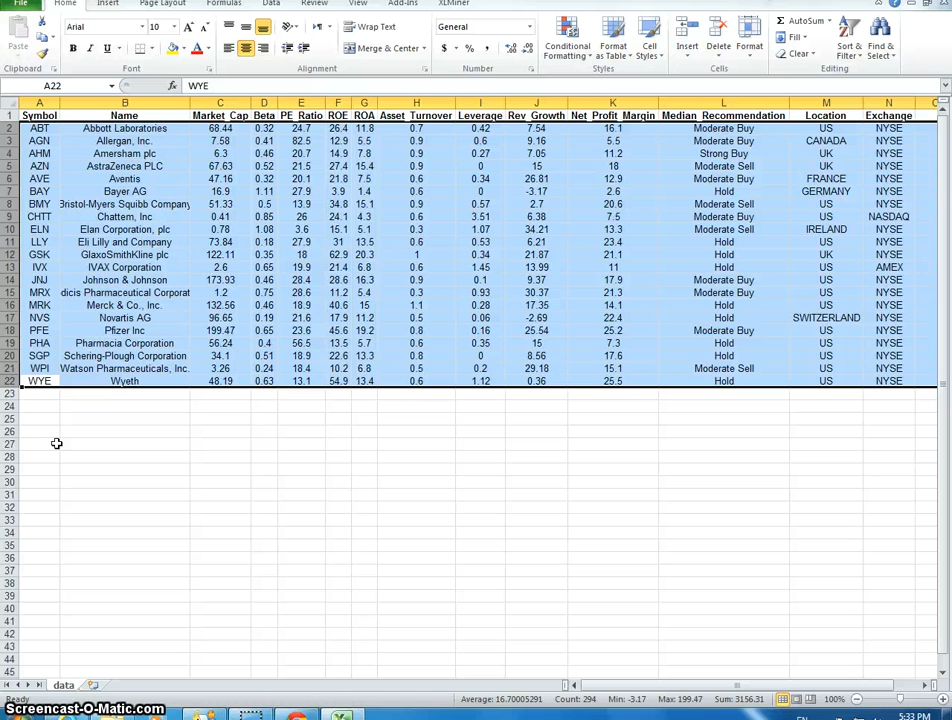 File Home Insert Page Layout Formulas Data Review View Add-Ins XLMiner
Arial 10 Wrap Text General AutoSum
Paste Merge & Center Conditional Formatting Format as Table Cell Styles Insert Delete Format Fill Clear Sort & Filter Find & Select
Clipboard Font Alignment Number Styles Cells Editing
A22 fx WYE
A B C D E F G H I J K L M N
1 Symbol Name Market_Cap Beta PE_Ratio ROE ROA Asset_Turnover Leverage Rev_Growth Net_Profit_Margin Median_Recommendation Location Exchange
2 ABT Abbott Laboratories 68.44 0.32 24.7 26.4 11.8 0.7 0.42 7.54 16.1 Moderate Buy US NYSE
3 AGN Allergan, Inc. 7.58 0.41 82.5 12.9 5.5 0.9 0.6 9.16 5.5 Moderate Buy CANADA NYSE
4 AHM Amersham plc 6.3 0.46 20.7 14.9 7.8 0.9 0.27 7.05 11.2 Strong Buy UK NYSE
5 AZN AstraZeneca PLC 67.63 0.52 21.5 27.4 15.4 0.9 0 15 18 Moderate Sell UK NYSE
6 AVE Aventis 47.16 0.32 20.1 21.8 7.5 0.6 0.34 26.81 12.9 Moderate Buy FRANCE NYSE
7 BAY Bayer AG 16.9 1.11 27.9 3.9 1.4 0.6 0 -3.17 2.6 Hold GERMANY NYSE
8 BMY Bristol-Myers Squibb Company 51.33 0.5 13.9 34.8 15.1 0.9 0.57 2.7 20.6 Moderate Sell US NYSE
9 CHTT Chattem, Inc 0.41 0.85 26 24.1 4.3 0.6 3.51 6.38 7.5 Moderate Buy US NASDAQ
10 ELN Elan Corporation, plc 0.78 1.08 3.6 15.1 5.1 0.3 1.07 34.21 13.3 Moderate Sell IRELAND NYSE
11 LLY Eli Lilly and Company 73.84 0.18 27.9 31 13.5 0.6 0.53 6.21 23.4 Hold US NYSE
12 GSK GlaxoSmithKline plc 122.11 0.35 18 62.9 20.3 1 0.34 21.87 21.1 Hold UK NYSE
13 IVX IVAX Corporation 2.6 0.65 19.9 21.4 6.8 0.6 1.45 13.99 11 Hold US AMEX
14 JNJ Johnson & Johnson 173.93 0.46 28.4 28.6 16.3 0.9 0.1 9.37 17.9 Moderate Buy US NYSE
15 MRX dicis Pharmaceutical Corporat 1.2 0.75 28.6 11.2 5.4 0.3 0.93 30.37 21.3 Moderate Buy US NYSE
16 MRK Merck & Co., Inc. 132.56 0.46 18.9 40.6 15 1.1 0.28 17.35 14.1 Hold US NYSE
17 NVS Novartis AG 96.65 0.19 21.6 17.9 11.2 0.5 0.06 -2.69 22.4 Hold SWITZERLAND NYSE
18 PFE Pfizer Inc 199.47 0.65 23.6 45.6 19.2 0.8 0.16 25.54 25.2 Moderate Buy US NYSE
19 PHA Pharmacia Corporation 56.24 0.4 56.5 13.5 5.7 0.6 0.35 15 7.3 Hold US NYSE
20 SGP Schering-Plough Corporation 34.1 0.51 18.9 22.6 13.3 0.8 0 8.56 17.6 Hold US NYSE
21 WPI Watson Pharmaceuticals, Inc. 3.26 0.24 18.4 10.2 6.8 0.5 0.2 29.18 15.1 Moderate Sell US NYSE
22 WYE Wyeth 48.19 0.63 13.1 54.9 13.4 0.6 1.12 0.36 25.5 Hold US NYSE
23
24
25
26
27
28
29
30
31
32
33
34
35
36
37
38
39
40
41
42
43
44
45
data
Ready Average: 16.70005291 Count: 294 Min: -3.17 Max: 199.47 Sum: 3156.31 100%
Screencast-O-Matic.com EN 5:33 PM